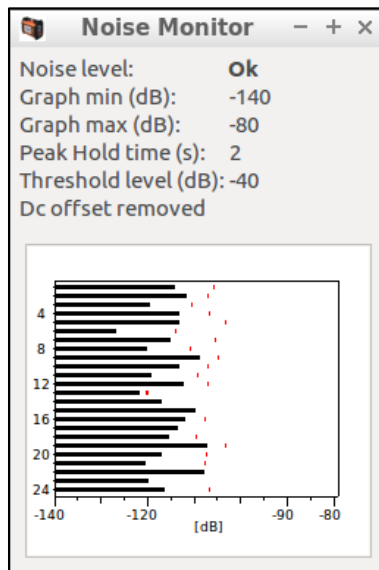 Noise Monitor
Noise level: Ok
Graph min (dB): -140
Graph max (dB): -80
Peak Hold time (s): 2
Threshold level (dB): -40
Dc offset removed
4
8
12
16
20
24
-140 -120 -90 -80
[dB]